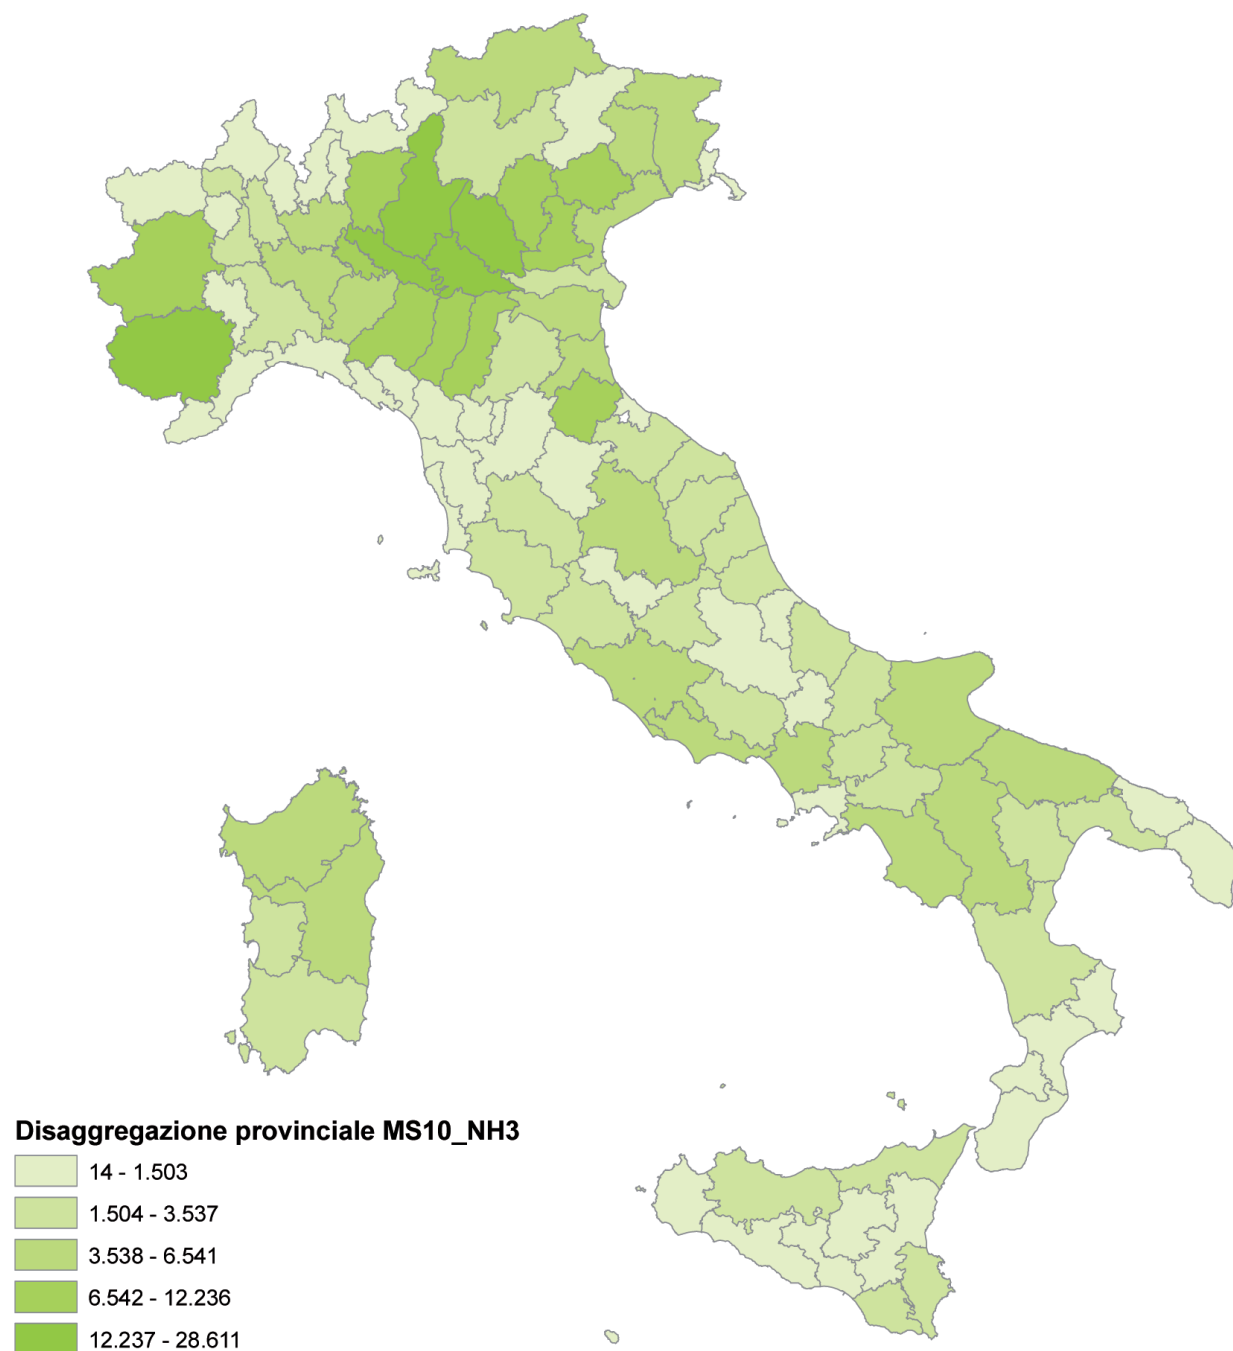 Disaggregazione provinciale MS10_NH3
14 - 1.503
1.504 - 3.537
3.538 - 6.541
6.542 - 12.236
12.237 - 28.611